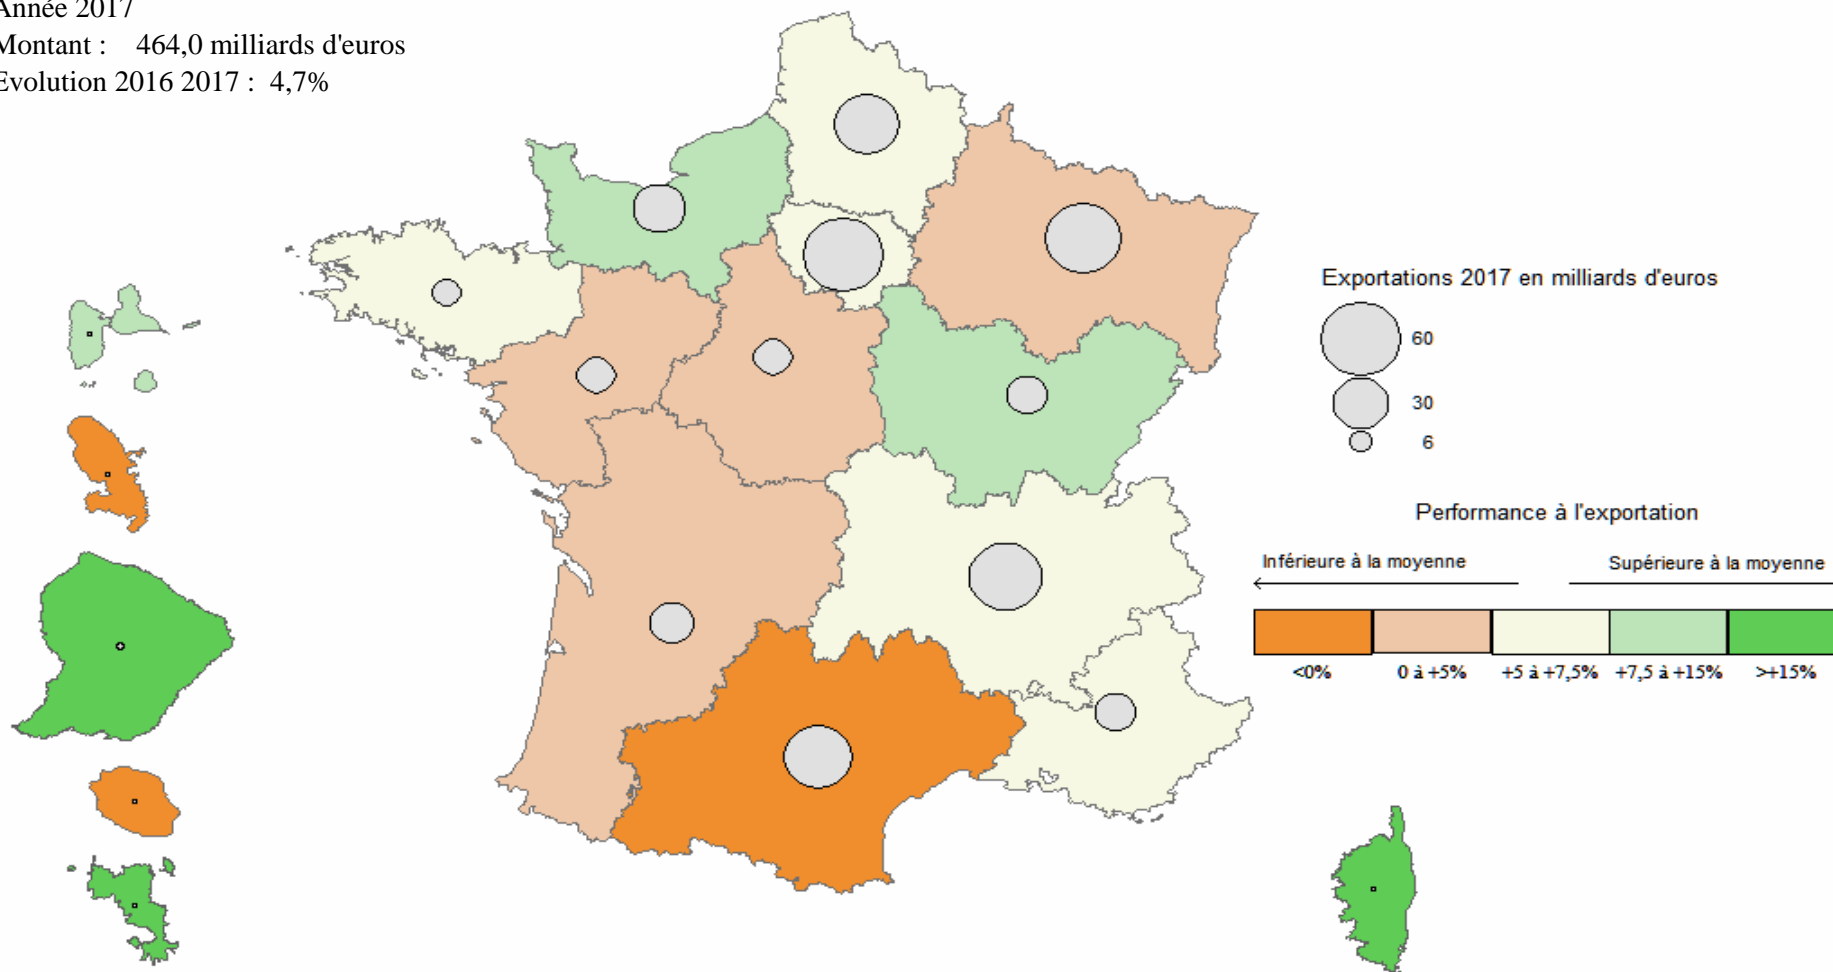 Année 2017
Montant : 464,0 milliards d'euros
Evolution 2016 2017 : 4,7%
Exportations 2017 en milliards d'euros
60
30
6
Performance à l'exportation
Inférieure à la moyenne Supérieure à la moyenne
<0% 0 à +5% +5 à +7,5% +7,5 à +15% >+15%